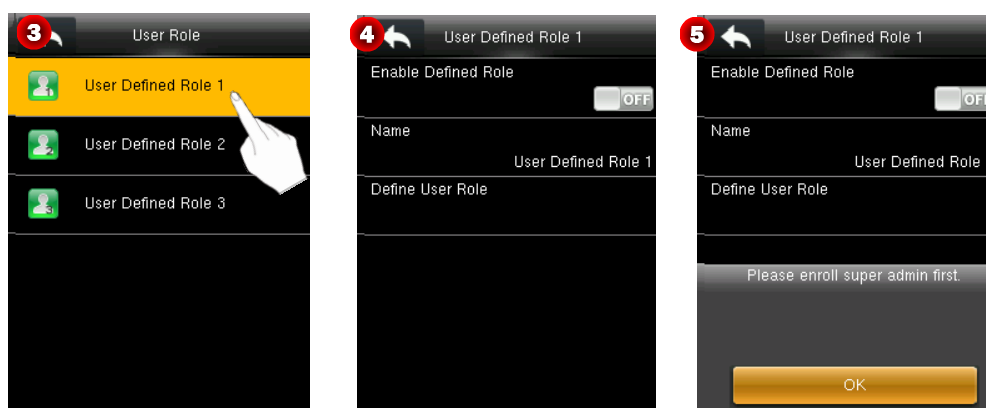 3
User Role
User Defined Role 1
User Defined Role 2
User Defined Role 3
4
User Defined Role 1
Enable Defined Role
OFF
Name
User Defined Role 1
Define User Role
5
User Defined Role 1
Enable Defined Role
OF
Name
User Defined Role
Define User Role
Please enroll super admin first.
OK